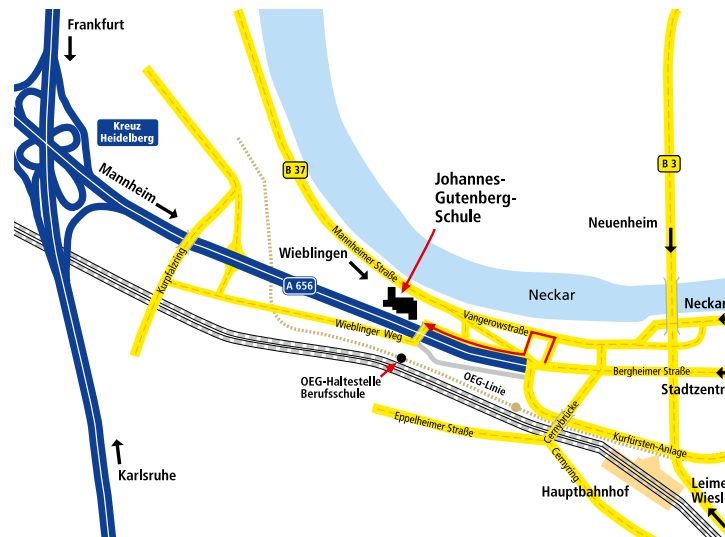 Frankfurt
Kreuz
Heidelberg
Mannheim
B 37
B 3
Johannes-
Gutenberg-
Schule
Neuenheim
Wieblingen
Mannheimer Straße
Kurpfalzring
A 656
Neckar
Neckar
Vangerowstraße
Wieblinger Weg
OEG-Haltestelle
Berufsschule
OEG-Linie
Bergheimer Straße
Stadtzentr
Eppelheimer Straße
Cernybrücke
Kurfürsten-Anlage
Czernyring
Karlsruhe
Hauptbahnhof
Leime
Wiesl